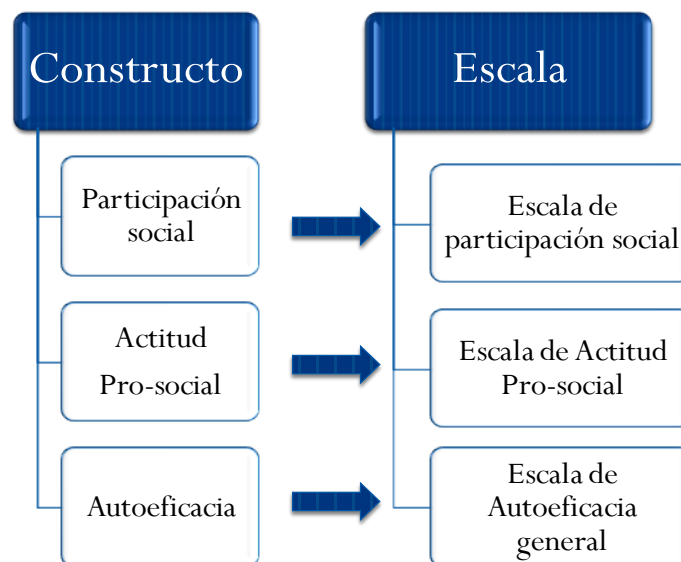 Constructo
Participación
social
Actitud
Pro-social
Autoeficacia
Escala
Escala de
participación social
Escala de Actitud
Pro-social
Escala de
Autoeficacia
general